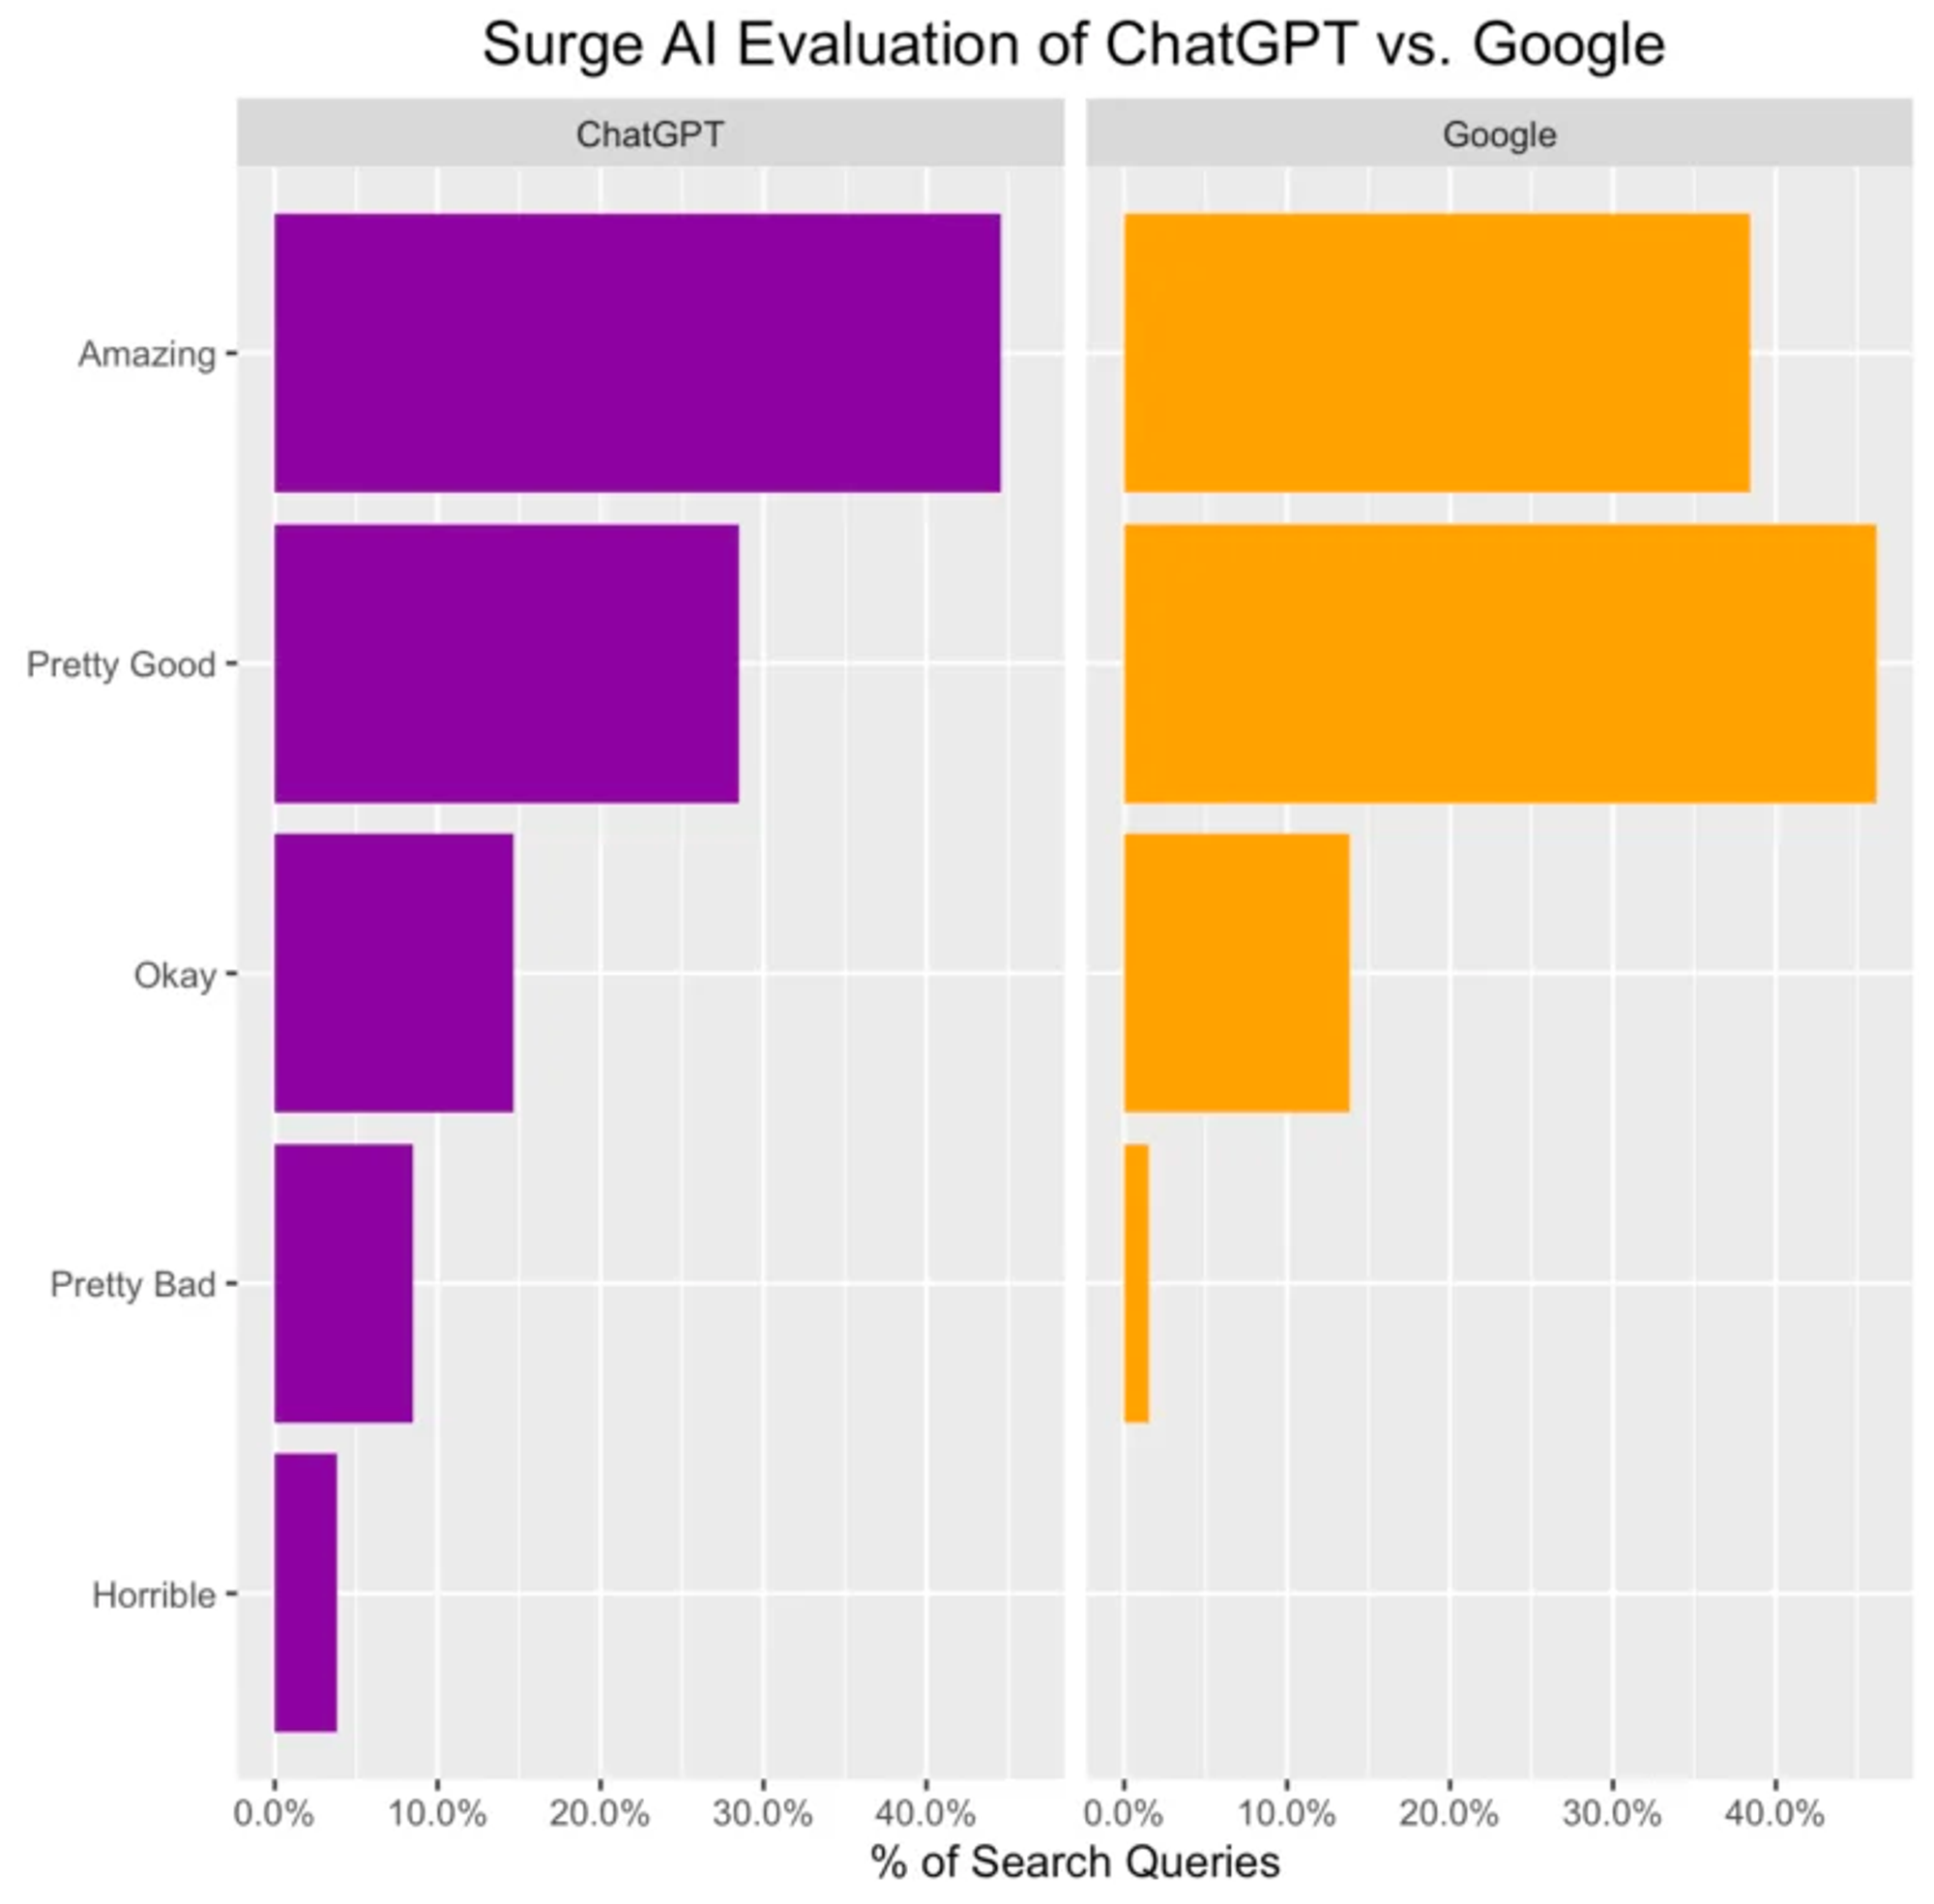 Surge AI Evaluation of ChatGPT vs. Google
ChatGPT
Google
Amazing
Pretty Good
Okay
Pretty Bad
Horrible
0.0% 10.0% 20.0% 30.0% 40.0%
0.0% 10.0% 20.0% 30.0% 40.0%
% of Search Queries